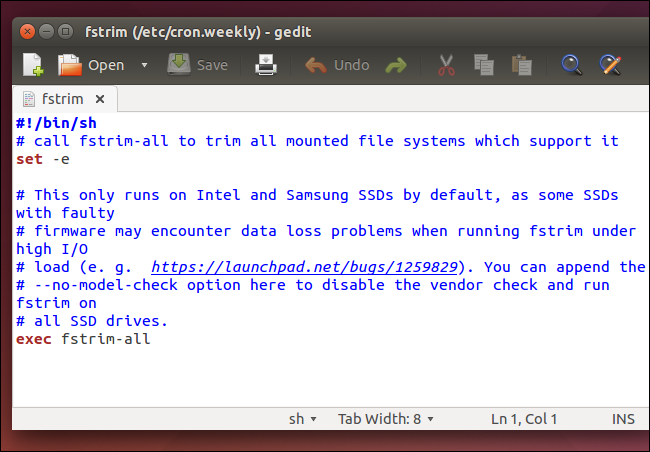 fstrim (/etc/cron.weekly) - gedit
Open Save Undo
fstrim
#!/bin/sh
# call fstrim-all to trim all mounted file systems which support it
set -e
# This only runs on Intel and Samsung SSDs by default, as some SSDs
with faulty
# firmware may encounter data loss problems when running fstrim under
high I/O
# load (e. g.  https://launchpad.net/bugs/1259829). You can append the
# --no-model-check option here to disable the vendor check and run
fstrim on
# all SSD drives.
exec fstrim-all
sh Tab Width: 8 Ln 1, Col 1 INS